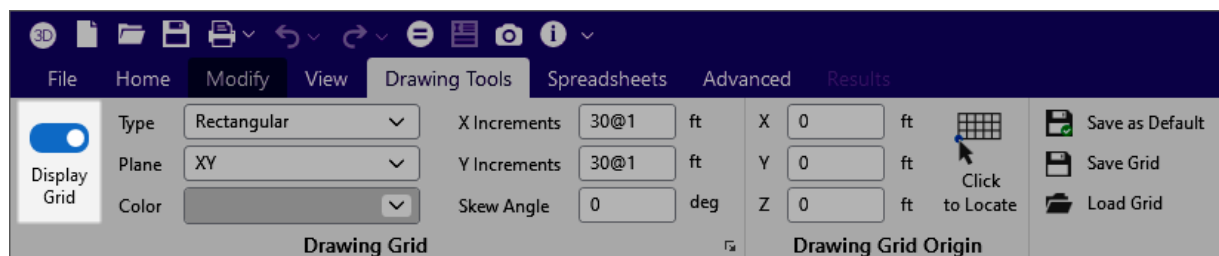 3D
File Home Modify View Drawing Tools Spreadsheets Advanced Results
Type Rectangular X Increments 30@1 ft X 0 ft Save as Default
Display Grid Plane XY Y Increments 30@1 ft Y 0 ft Click to Locate Save Grid
Color Skew Angle 0 deg Z 0 ft Load Grid
Drawing Grid Drawing Grid Origin